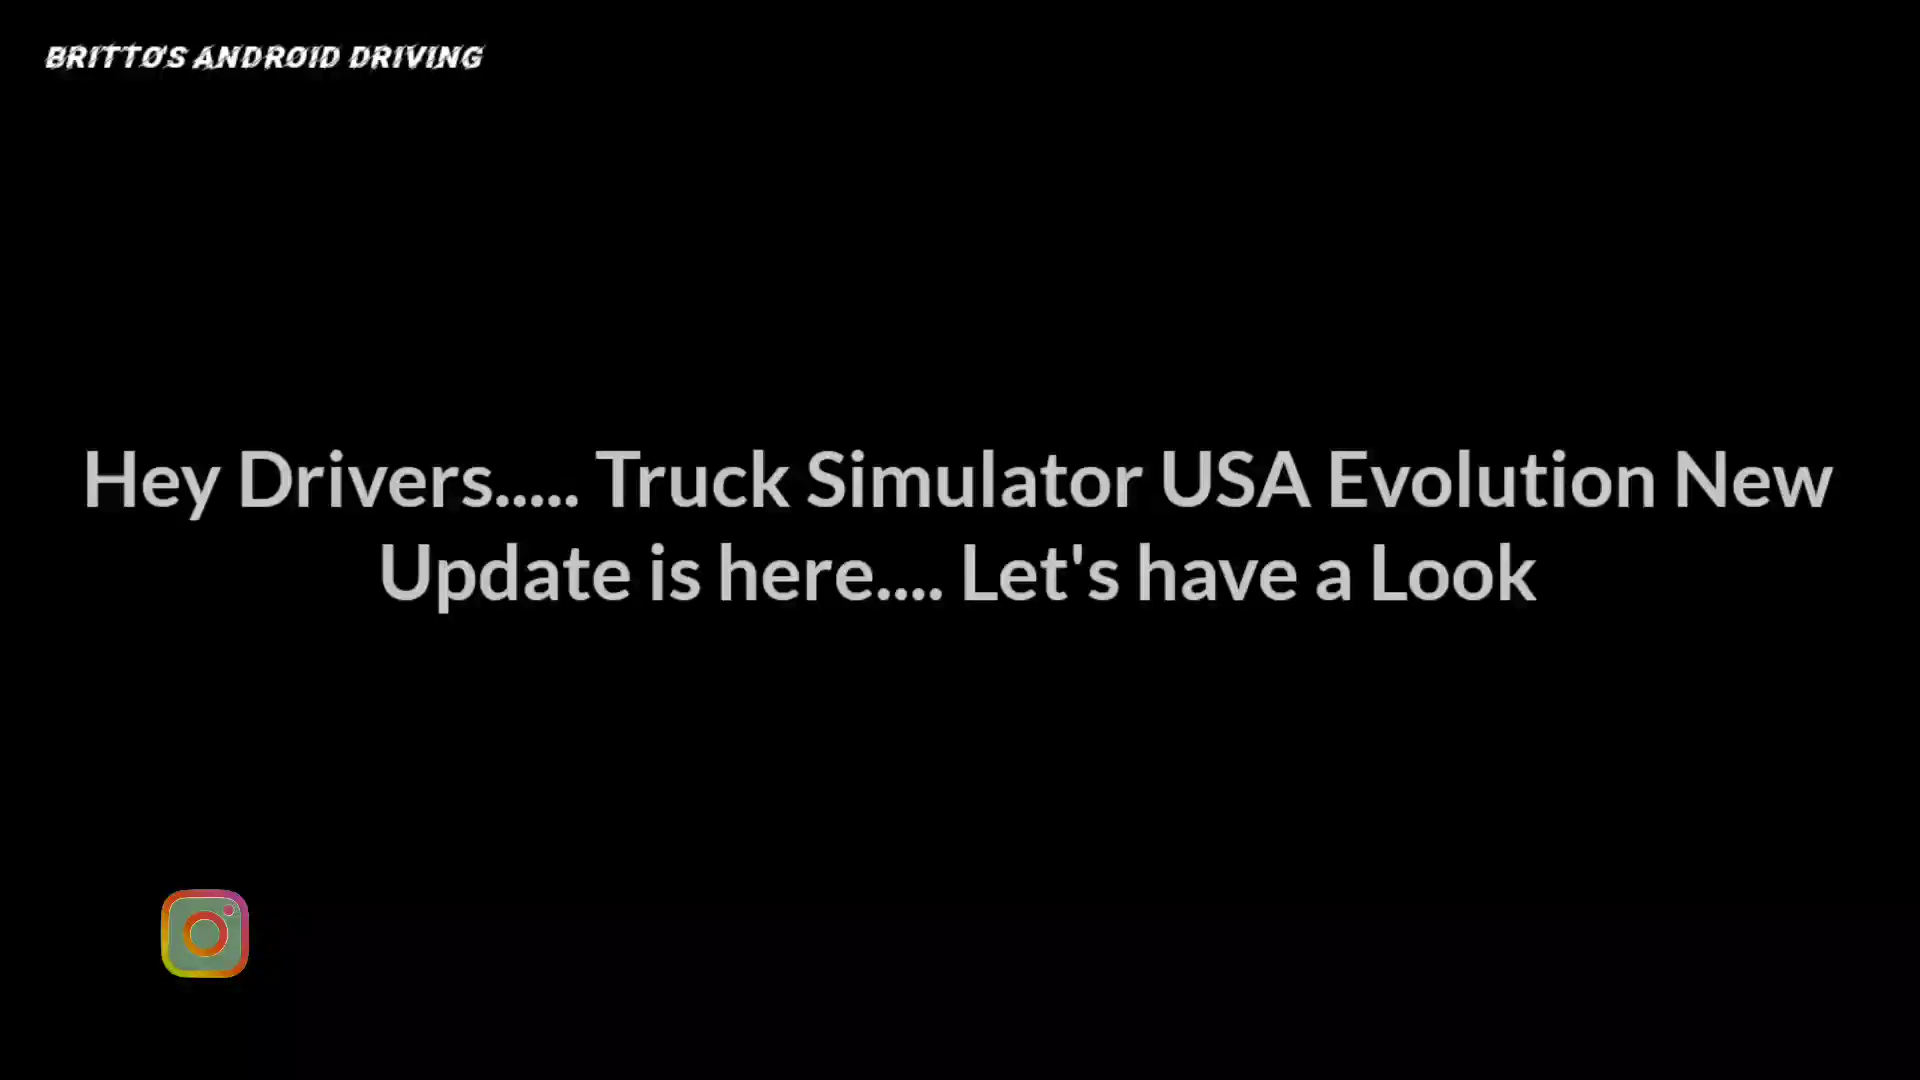 BRITTO'S ANDROID DRIVING
Hey Drivers..... Truck Simulator USA Evolution New
Update is here.... Let's have a Look